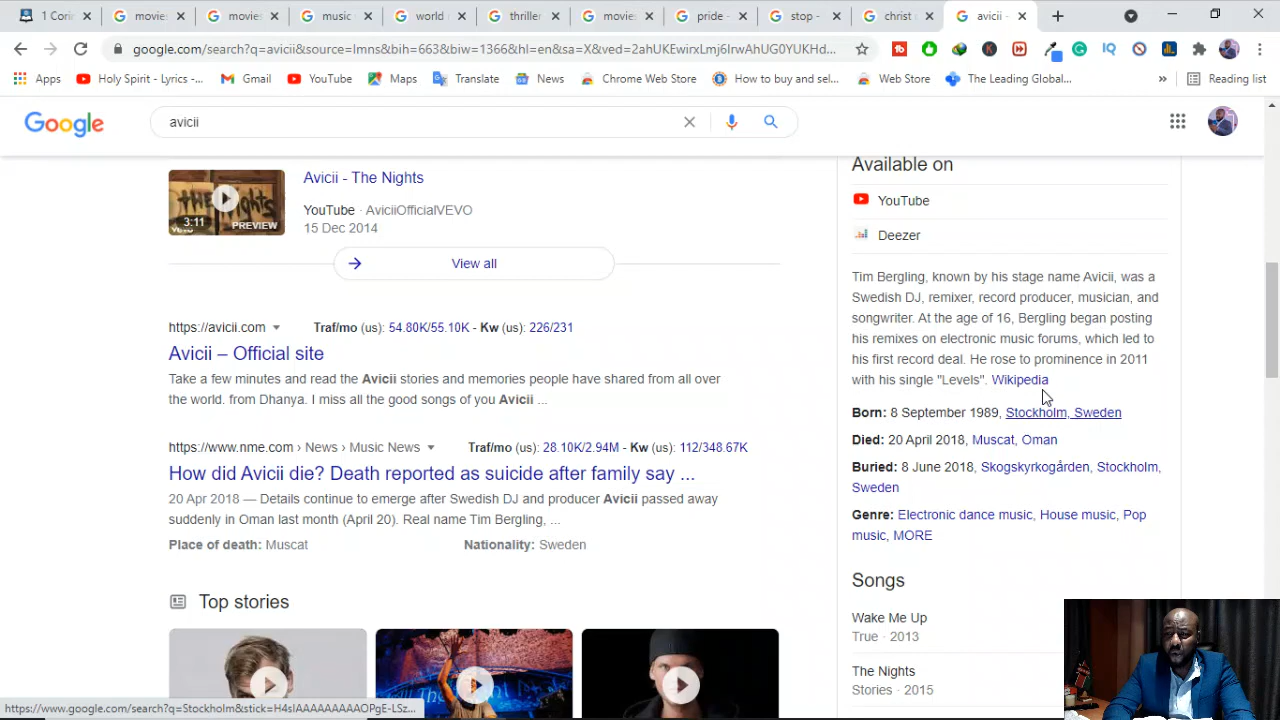 1 Corin
movies
movies
music v
world
thriller
movies
pride -
stop -
christ s
avicii -
google.com/search?q=avicii&source=lmns&bih=663&biw=1366&hl=en&sa=X&ved=2ahUKEwirxLmj6IrwAhUG0YUKHd...
Apps
Holy Spirit - Lyrics -...
Gmail
YouTube
Maps
Translate
News
Chrome Web Store
How to buy and sel...
Web Store
The Leading Global...
»
Reading list
Google
avicii
Avicii - The Nights
YouTube · AviciiOfficialVEVO
15 Dec 2014
3:11
PREVIEW
View all
https://avicii.com
Traf/mo (us): 54.80K/55.10K - Kw (us): 226/231
Avicii – Official site
Take a few minutes and read the Avicii stories and memories people have shared from all over
the world. from Dhanya. I miss all the good songs of you Avicii ...
https://www.nme.com › News › Music News
Traf/mo (us): 28.10K/2.94M - Kw (us): 112/348.67K
How did Avicii die? Death reported as suicide after family say ...
20 Apr 2018 — Details continue to emerge after Swedish DJ and producer Avicii passed away
suddenly in Oman last month (April 20). Real name Tim Bergling, ...
Place of death: Muscat
Nationality: Sweden
Top stories
Available on
YouTube
Deezer
Tim Bergling, known by his stage name Avicii, was a
Swedish DJ, remixer, record producer, musician, and
songwriter. At the age of 16, Bergling began posting
his remixes on electronic music forums, which led to
his first record deal. He rose to prominence in 2011
with his single "Levels". Wikipedia
Born: 8 September 1989, Stockholm, Sweden
Died: 20 April 2018, Muscat, Oman
Buried: 8 June 2018, Skogskyrkogården, Stockholm,
Sweden
Genre: Electronic dance music, House music, Pop
music, MORE
Songs
Wake Me Up
True · 2013
The Nights
Stories · 2015
https://www.google.com/search?q=Stockholm&stick=H4sIAAAAAAAAAOPgE-LSz...